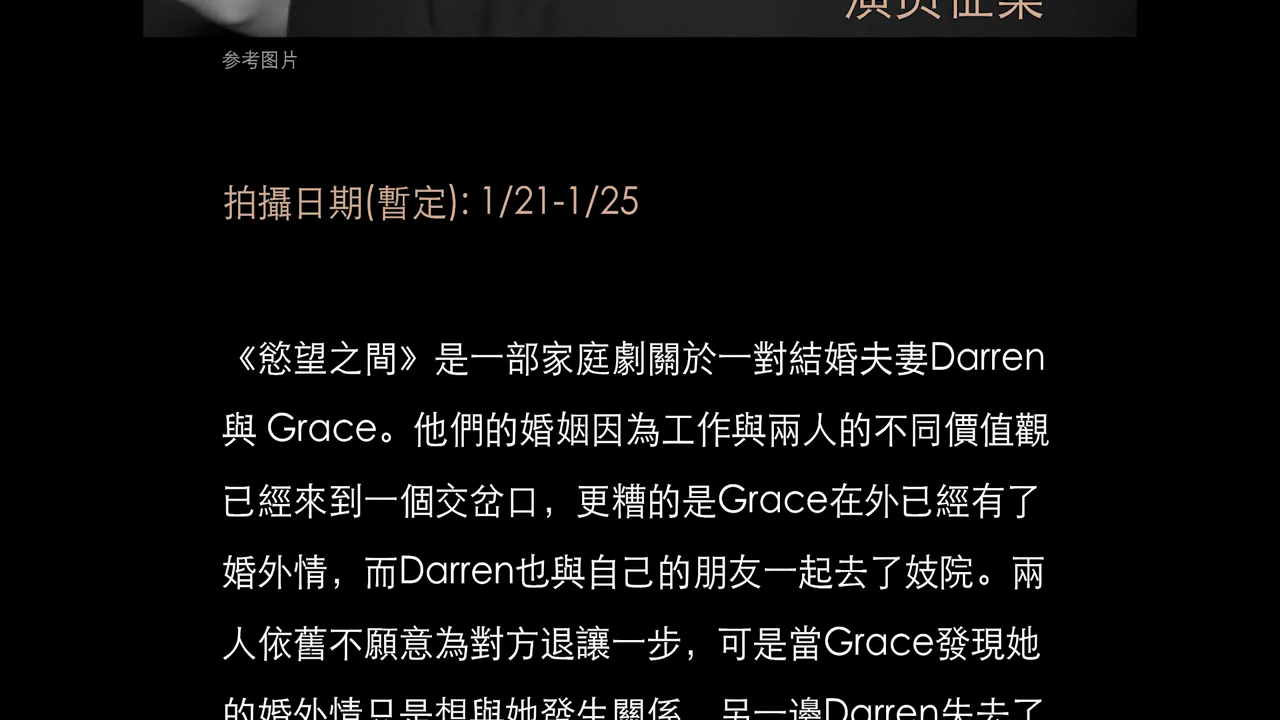 演员征集
参考图片
拍攝日期(暫定): 1/21-1/25
《慾望之間》是一部家庭劇關於一對結婚夫妻Darren
與 Grace。他們的婚姻因為工作與兩人的不同價值觀
已經來到一個交岔口，更糟的是Grace在外已經有了
婚外情，而Darren也與自己的朋友一起去了妓院。兩
人依舊不願意為對方退讓一步，可是當Grace發現她
的婚外情只是想與她發生關係，另一邊Darren失去了